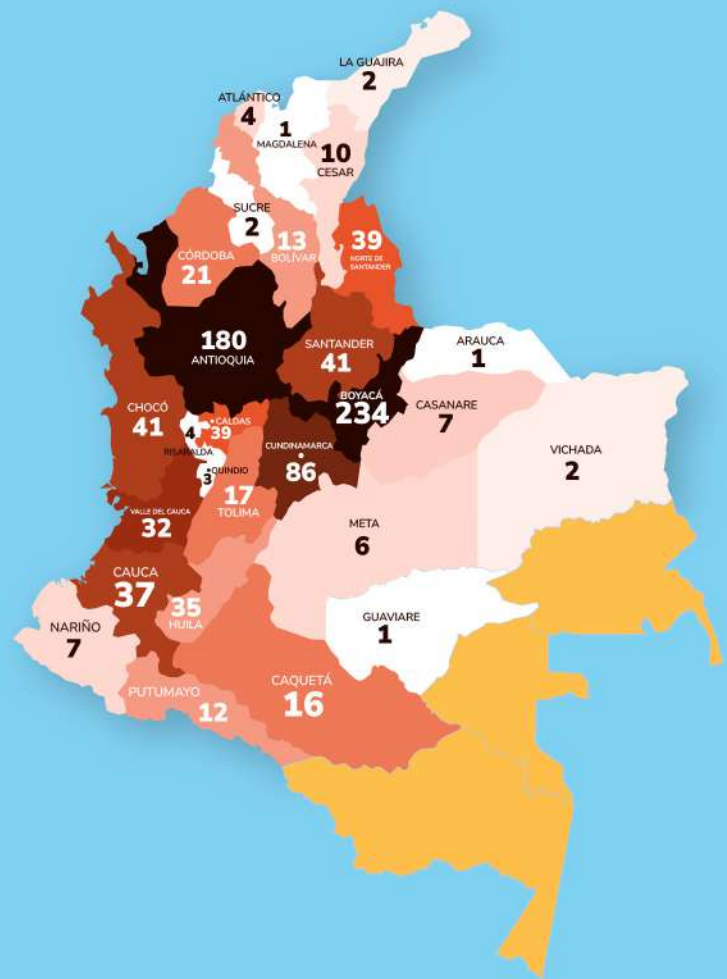 LA GUAJIRA
2
ATLÁNTICO
4
1
MAGDALENA
10
CESAR
SUCRE
2
13
BOLÍVAR
39
NORTE DE
SANTANDER
CÓRDOBA
21
180
ANTIOQUIA
SANTANDER
41
ARAUCA
1
BOYACÁ
234
CASANARE
7
CHOCÓ
41
4
RISARALDA
CALDAS
39
CUNDINAMARCA
86
VICHADA
2
QUINDIO
3
17
TOLIMA
VALLE DEL CAUCA
32
META
6
CAUCA
37
35
HUILA
GUAVIARE
1
NARIÑO
7
PUTUMAYO
12
CAQUETÁ
16